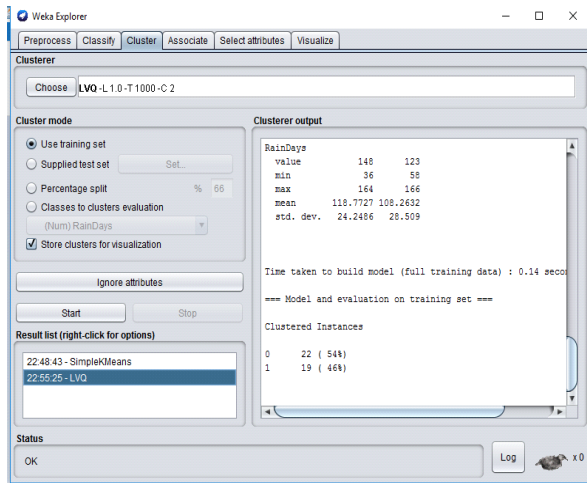 Weka Explorer
Preprocess Classify Cluster Associate Select attributes Visualize
Clusterer
Choose LVQ -L 1.0 -T 1000 -C 2
Cluster mode
Use training set
Supplied test set Set...
Percentage split % 66
Classes to clusters evaluation
(Num) RainDays
Store clusters for visualization
Ignore attributes
Start Stop
Result list (right-click for options)
22:48:43 - SimpleKMeans
22:55:25 - LVQ
Clusterer output
RainDays
value 148 123
min 36 58
max 164 166
mean 118.7727 108.2632
std. dev. 24.2486 28.509
Time taken to build model (full training data) : 0.14 seco
=== Model and evaluation on training set ===
Clustered Instances
0 22 ( 54%)
1 19 ( 46%)
Status
OK
Log x 0